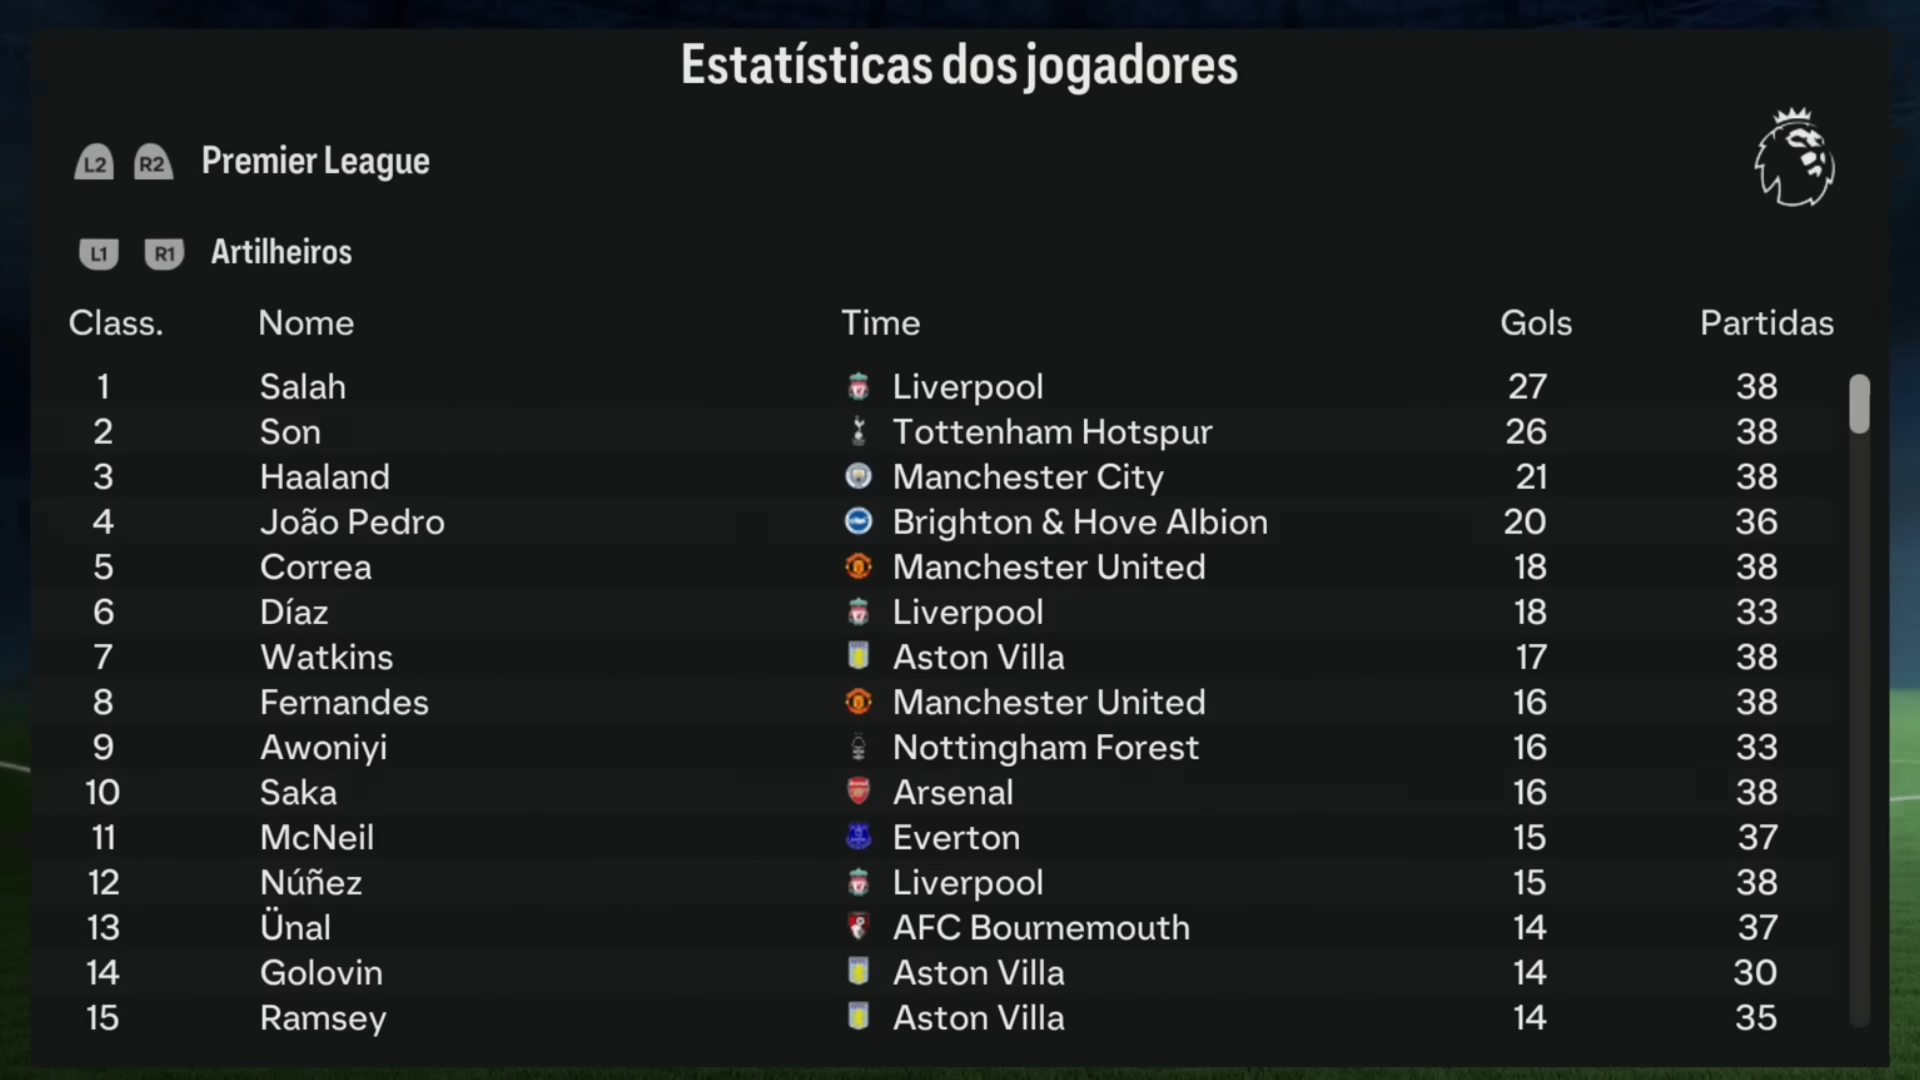 Estatísticas dos jogadores
L2 R2 Premier League
L1 R1 Artilheiros
Class. Nome Time Gols Partidas
1 Salah Liverpool 27 38
2 Son Tottenham Hotspur 26 38
3 Haaland Manchester City 21 38
4 João Pedro Brighton & Hove Albion 20 36
5 Correa Manchester United 18 38
6 Díaz Liverpool 18 33
7 Watkins Aston Villa 17 38
8 Fernandes Manchester United 16 38
9 Awoniyi Nottingham Forest 16 33
10 Saka Arsenal 16 38
11 McNeil Everton 15 37
12 Núñez Liverpool 15 38
13 Ünal AFC Bournemouth 14 37
14 Golovin Aston Villa 14 30
15 Ramsey Aston Villa 14 35